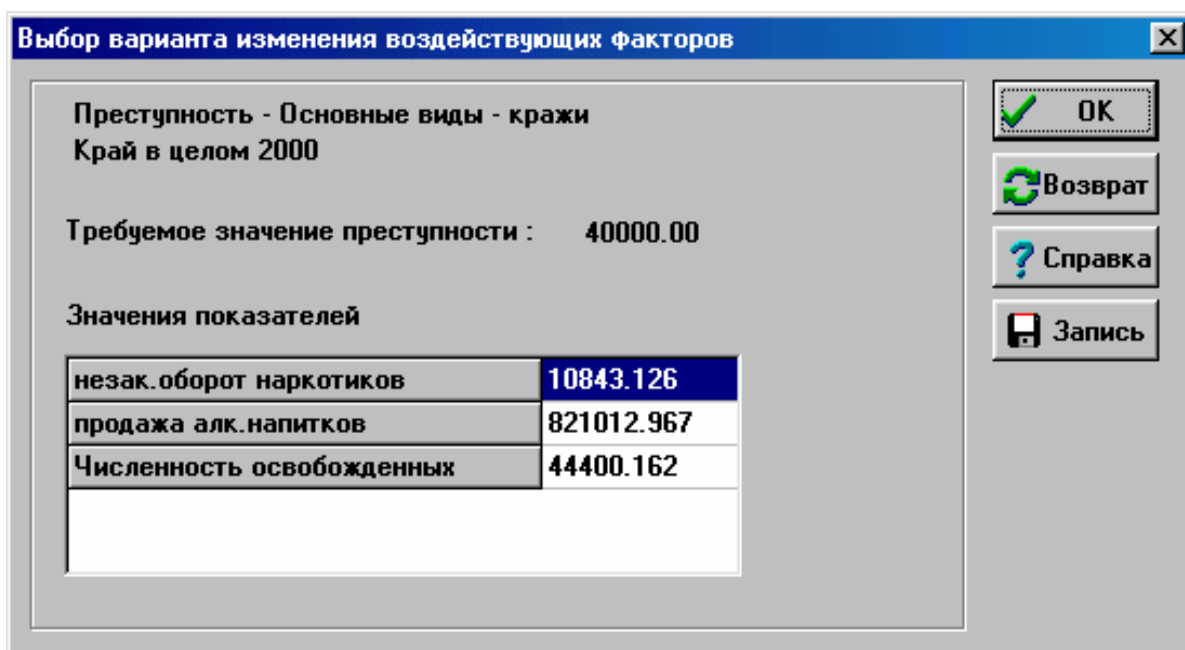 Выбор варианта изменения воздействующих факторов
Преступность - Основные виды - кражи
Край в целом 2000
Требуемое значение преступности : 40000.00
Значения показателей
незак.оборот наркотиков 10843.126
продажа алк.напитков 821012.967
Численность освобожденных 44400.162
OK
Возврат
? Справка
Запись